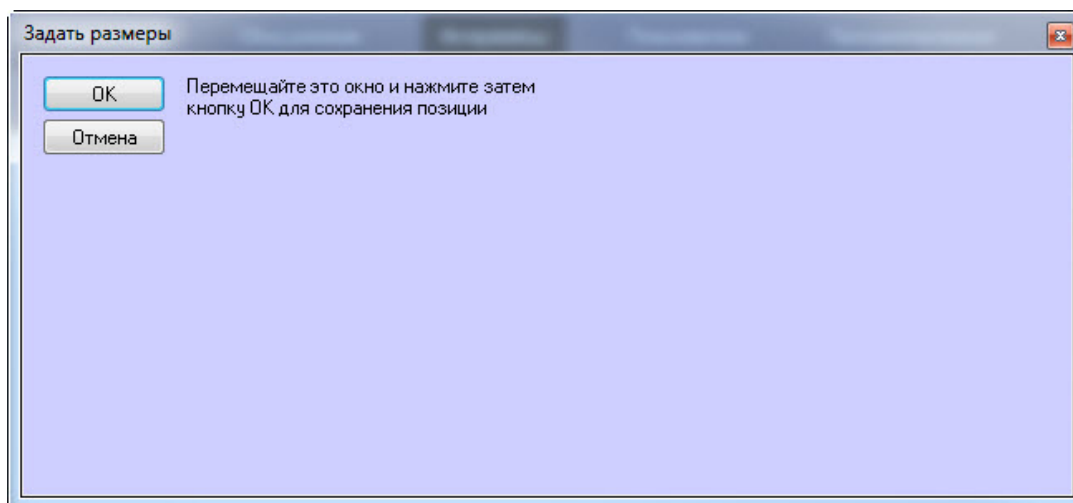 Задать размеры
OK
Перемещайте это окно и нажмите затем
кнопку OK для сохранения позиции
Отмена